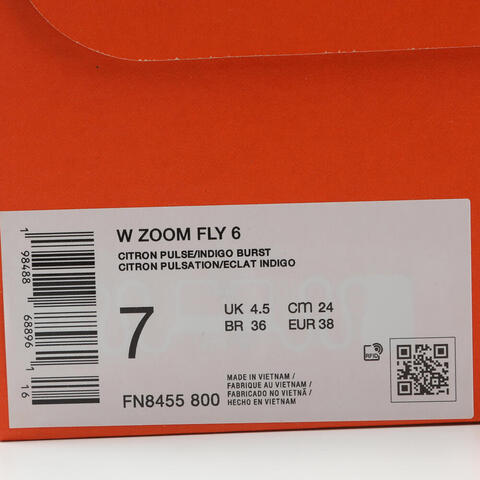 W ZOOM FLY 6
CITRON PULSE/INDIGO BURST
CITRON PULSATION/ECLAT INDIGO
7
UK 4.5 cm 24
BR 36 EUR 38
RFID
MADE IN VIETNAM /
FABRIQUE AU VIETNAM /
FABRICADO NO VIETNÃ /
HECHO EN VIETNAM
FN8455 800
1 98488 68896 1 16